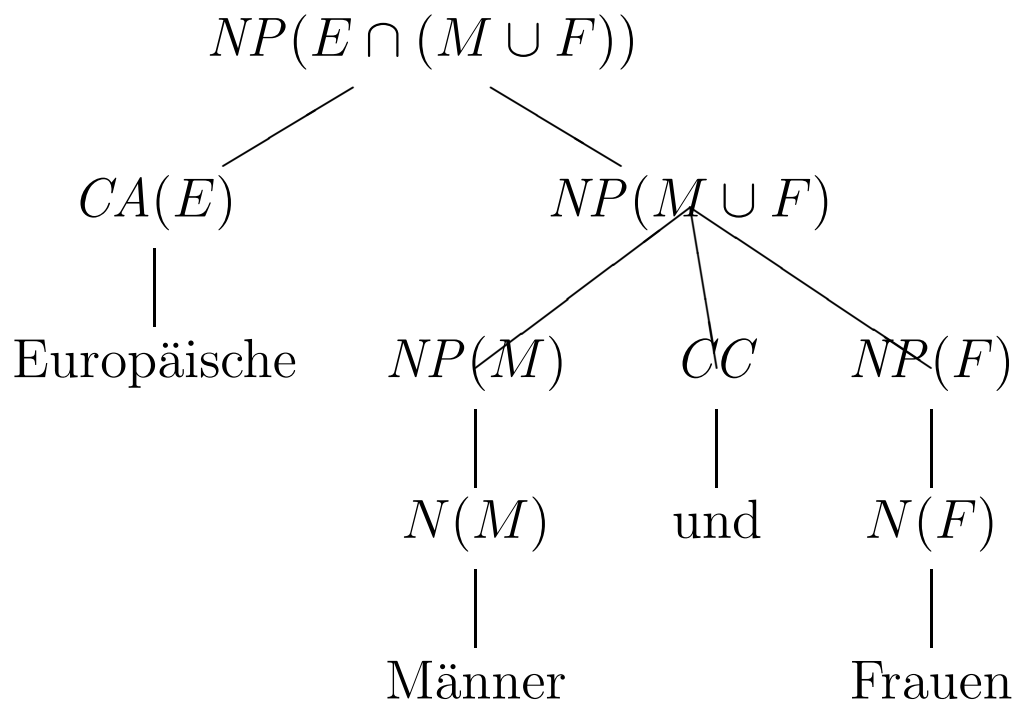 NP(E ∩ (M ∪ F))
CA(E) NP(M ∪ F)
Europäische NP(M) CC NP(F)
N(M) und N(F)
Männer Frauen